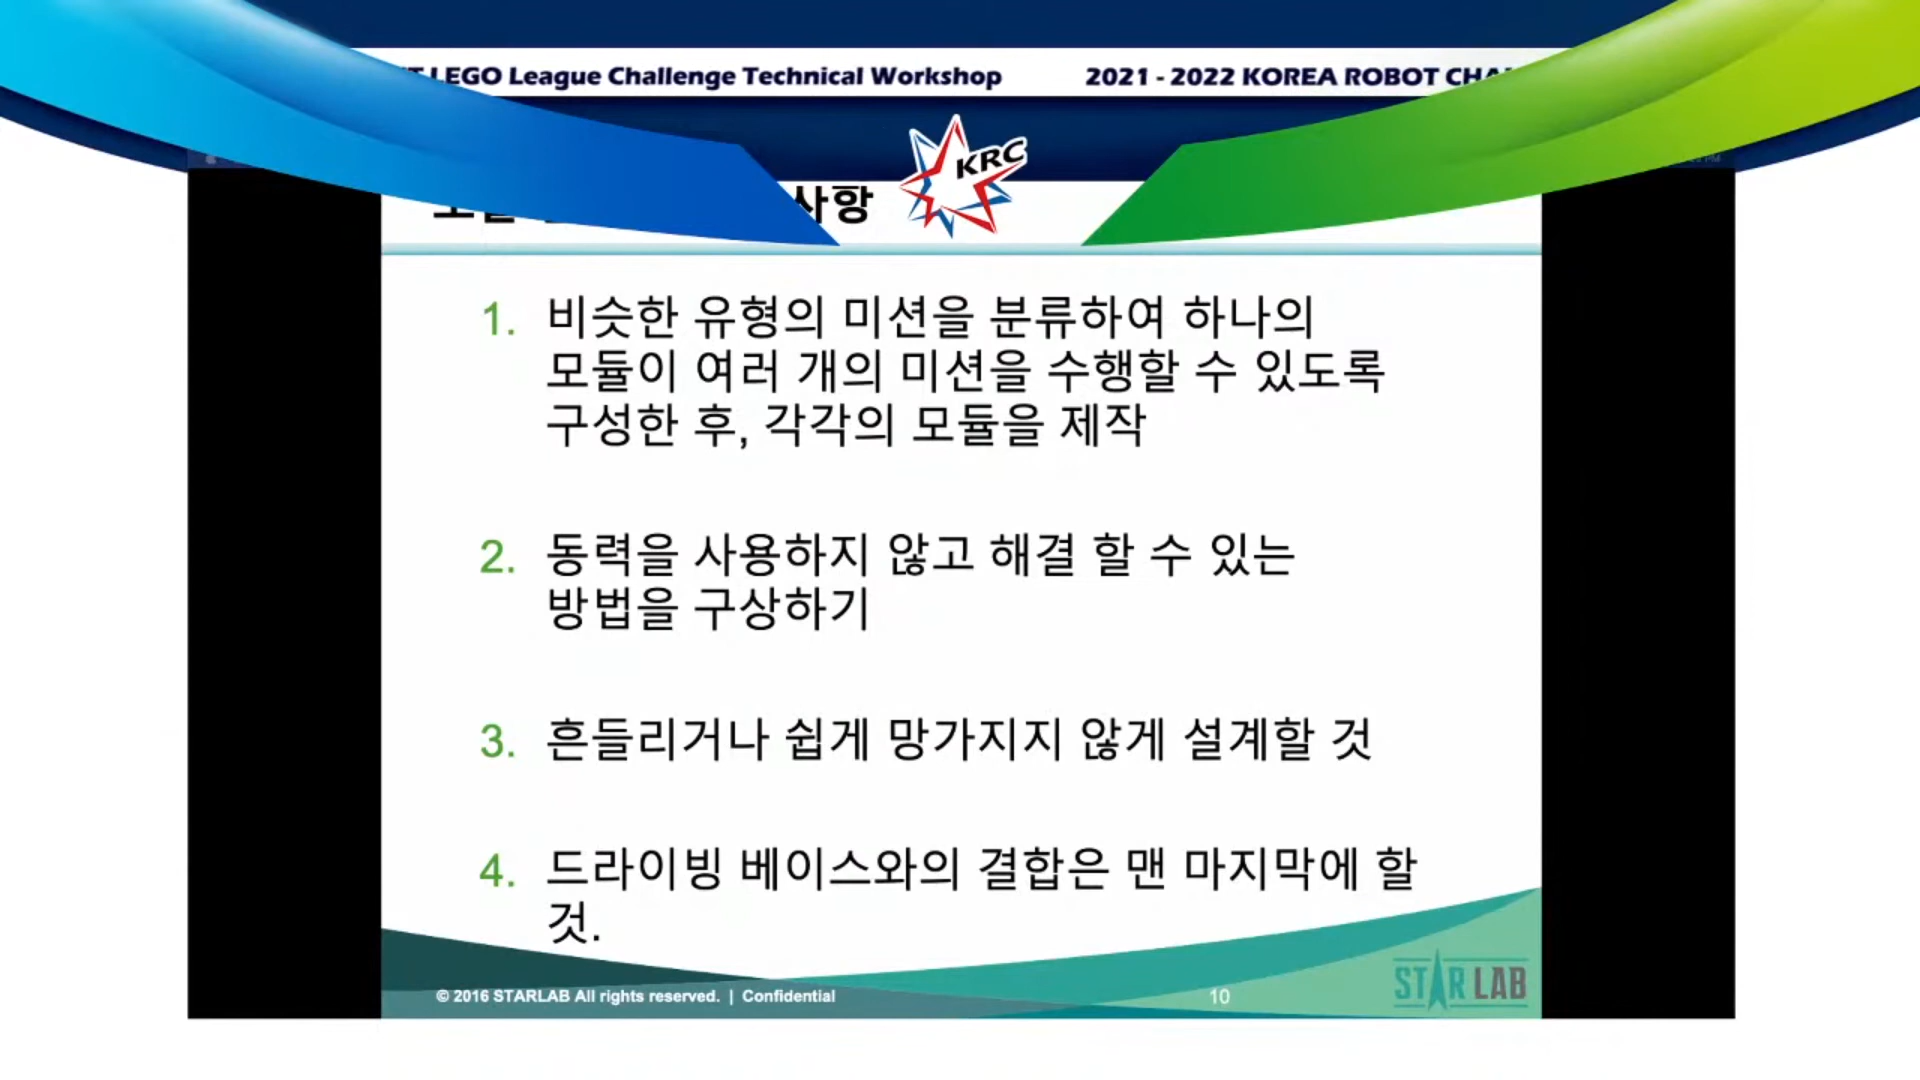 LEGO League Challenge Technical Workshop 2021 - 2022 KOREA ROBOT
KRC
사항
1. 비슷한 유형의 미션을 분류하여 하나의
모듈이 여러 개의 미션을 수행할 수 있도록
구성한 후, 각각의 모듈을 제작
2. 동력을 사용하지 않고 해결 할 수 있는
방법을 구상하기
3. 흔들리거나 쉽게 망가지지 않게 설계할 것
4. 드라이빙 베이스와의 결합은 맨 마지막에 할
것.
© 2016 STARLAB All rights reserved. | Confidential
10
STAR LAB